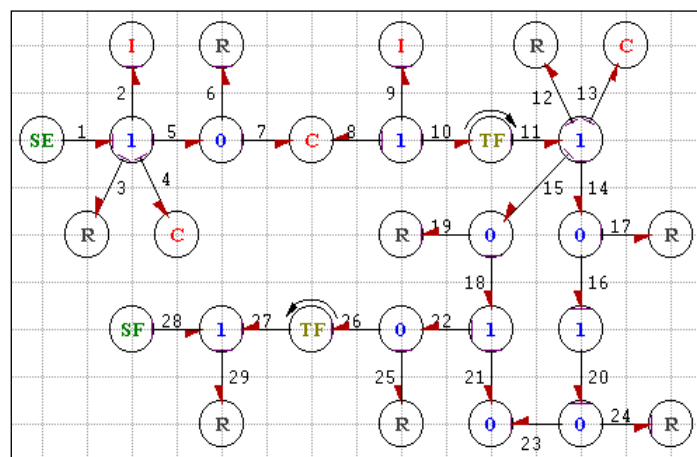 I R I R C
2 6 9 12 13
SE 1 1 5 0 7 C 8 1 10 TF 11 1
3 4 15 14
R C R 19 0 0 17 R
18 16
SF 28 1 27 TF 26 0 22 1 1
29 25 21 20
R R 0 23 0 24 R